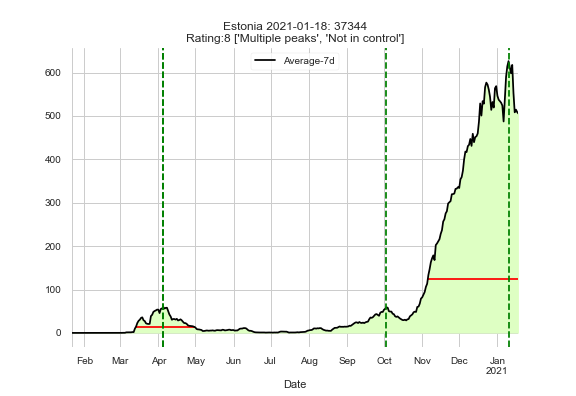 Estonia 2021-01-18: 37344
Rating:8 ['Multiple peaks', 'Not in control']
Average-7d
600
500
400
300
200
100
0
Feb Mar Apr May Jun Jul Aug Sep Oct Nov Dec Jan
2021
Date